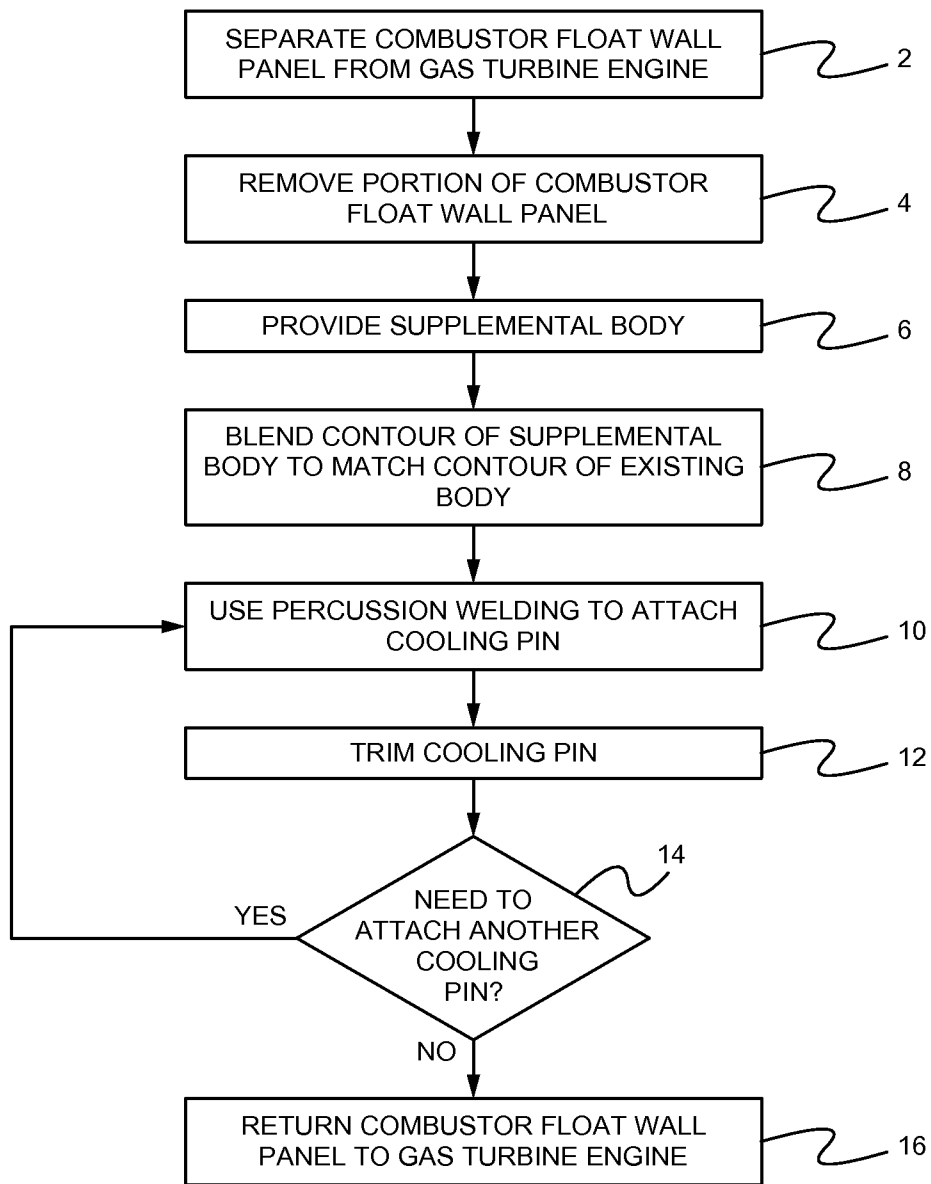 SEPARATE COMBUSTOR FLOAT WALL
PANEL FROM GAS TURBINE ENGINE
2
REMOVE PORTION OF COMBUSTOR
FLOAT WALL PANEL
4
PROVIDE SUPPLEMENTAL BODY
6
BLEND CONTOUR OF SUPPLEMENTAL
BODY TO MATCH CONTOUR OF EXISTING
BODY
8
USE PERCUSSION WELDING TO ATTACH
COOLING PIN
10
TRIM COOLING PIN
12
14
NEED TO
ATTACH ANOTHER
COOLING
PIN?
YES
NO
RETURN COMBUSTOR FLOAT WALL
PANEL TO GAS TURBINE ENGINE
16